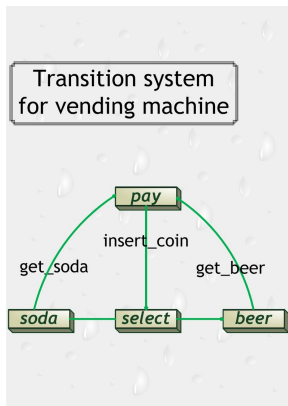 Transition system
for vending machine
pay
insert_coin
get_soda
get_beer
soda
select
beer